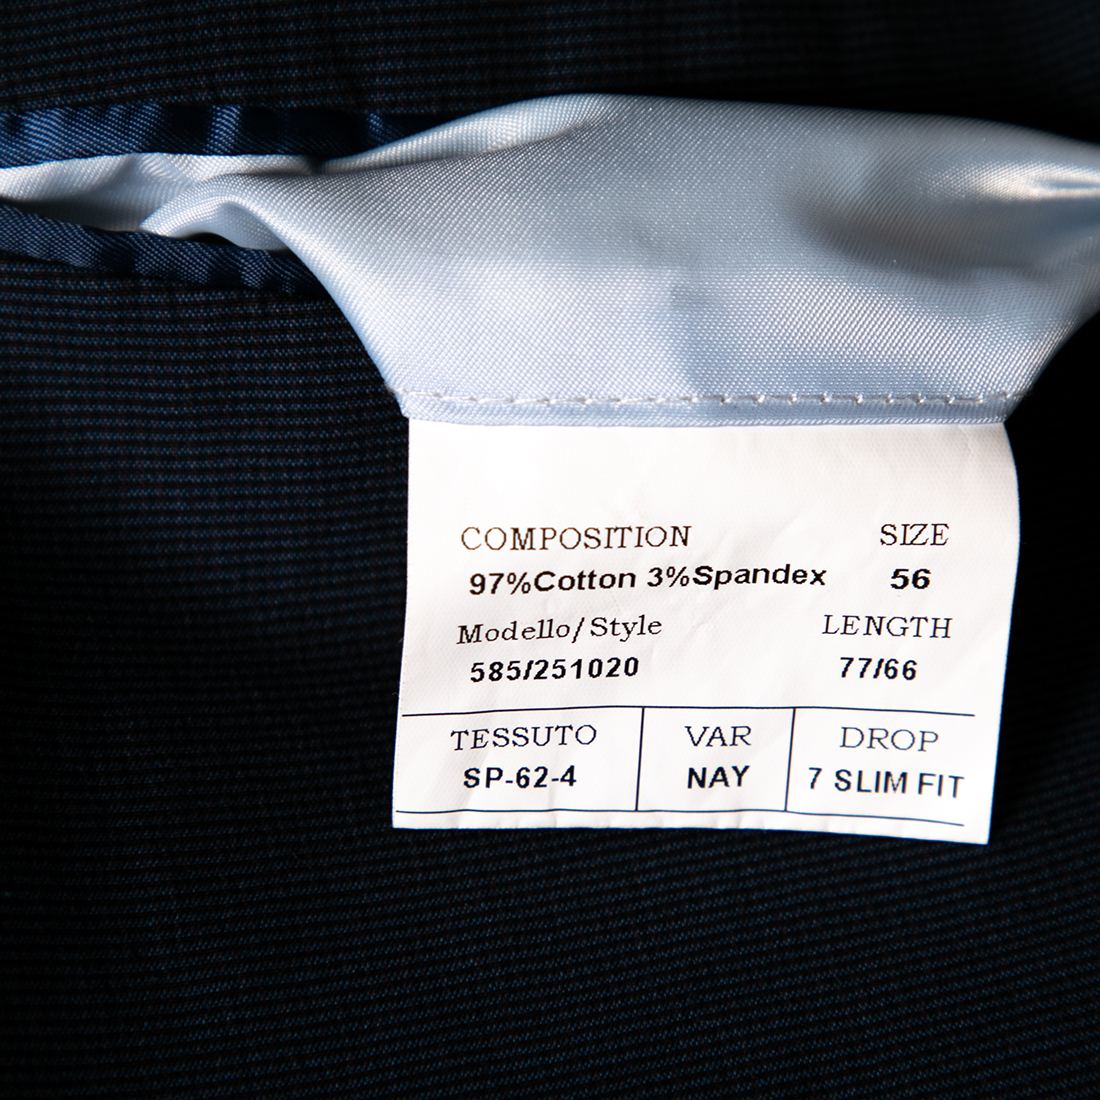 COMPOSITION SIZE
97%Cotton 3%Spandex 56
Modello/Style LENGTH
585/251020 77/66
TESSUTO VAR DROP
SP-62-4 NAY 7 SLIM FIT